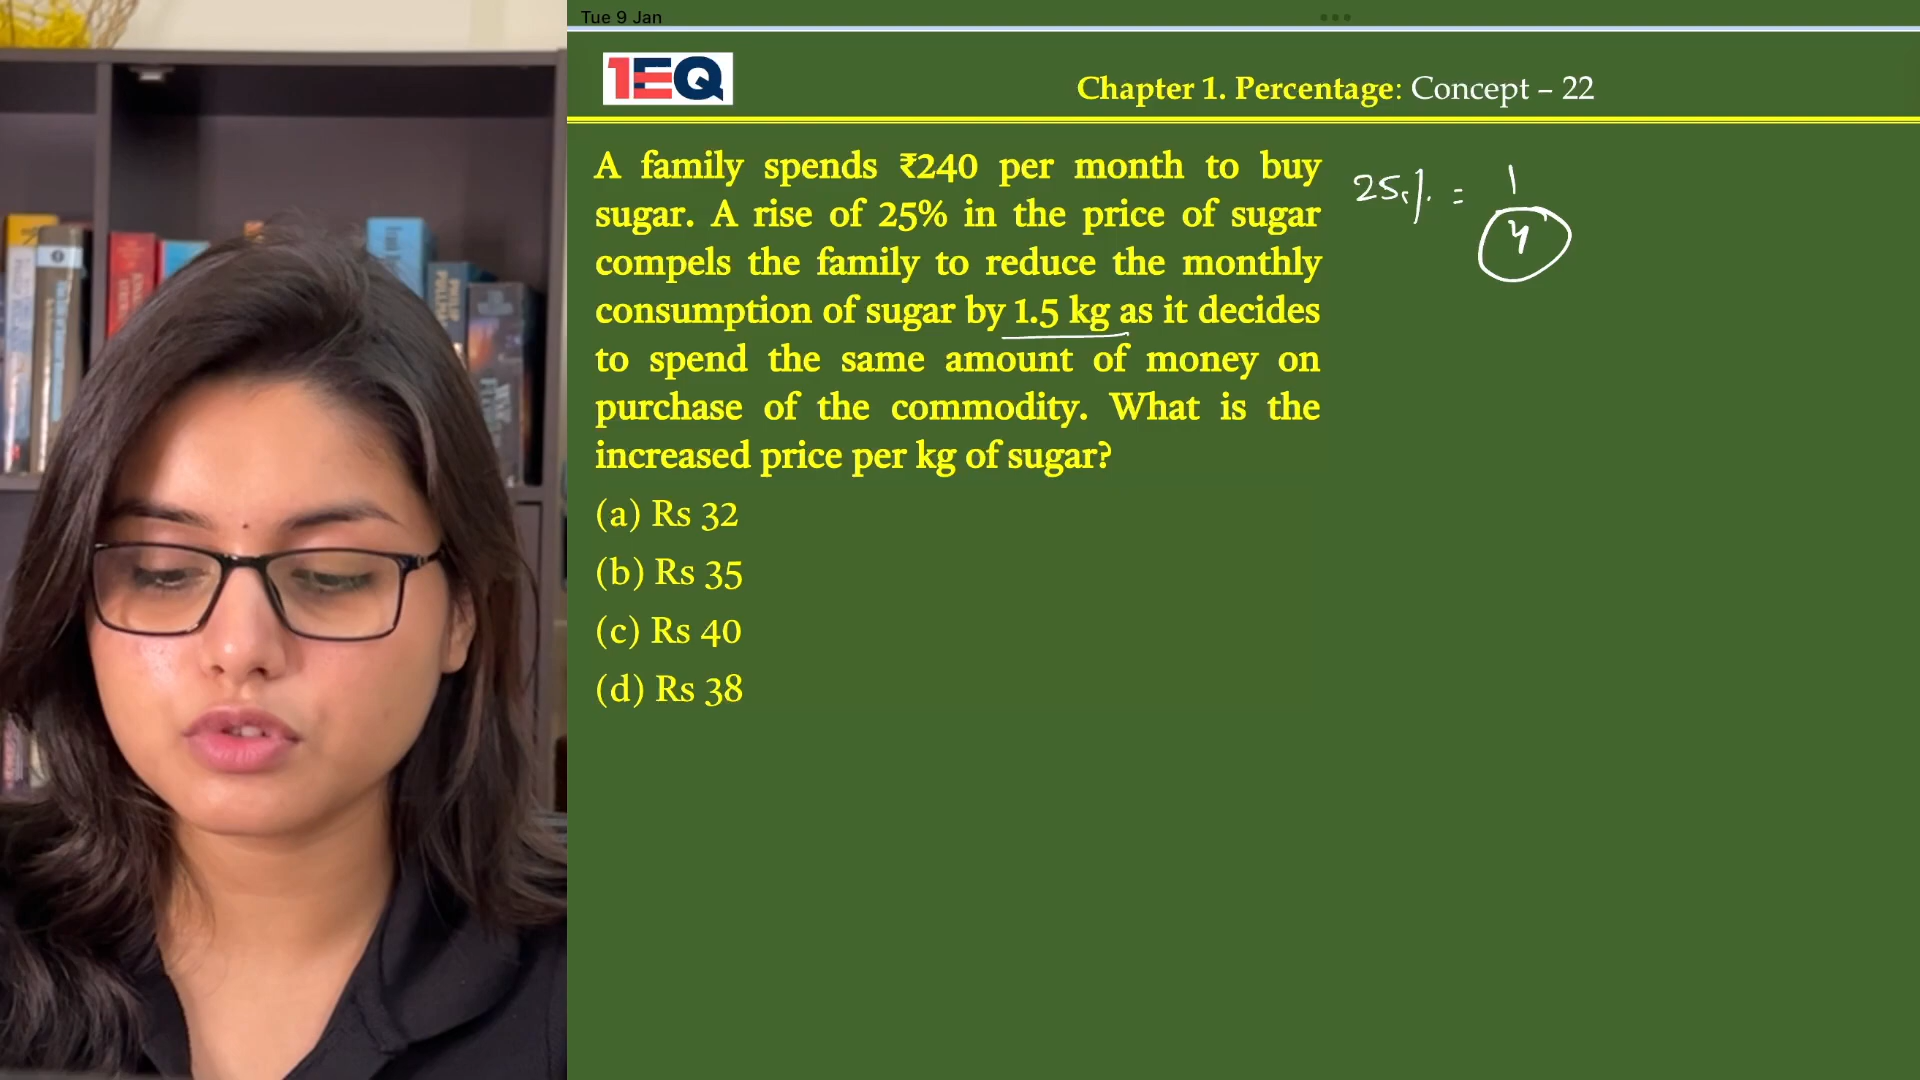 Tue 9 Jan
1EQ
Chapter 1. Percentage: Concept – 22
A family spends ₹240 per month to buy
sugar. A rise of 25% in the price of sugar
compels the family to reduce the monthly
consumption of sugar by 1.5 kg as it decides
to spend the same amount of money on
purchase of the commodity. What is the
increased price per kg of sugar?
(a) Rs 32
(b) Rs 35
(c) Rs 40
(d) Rs 38
25% = 1
4